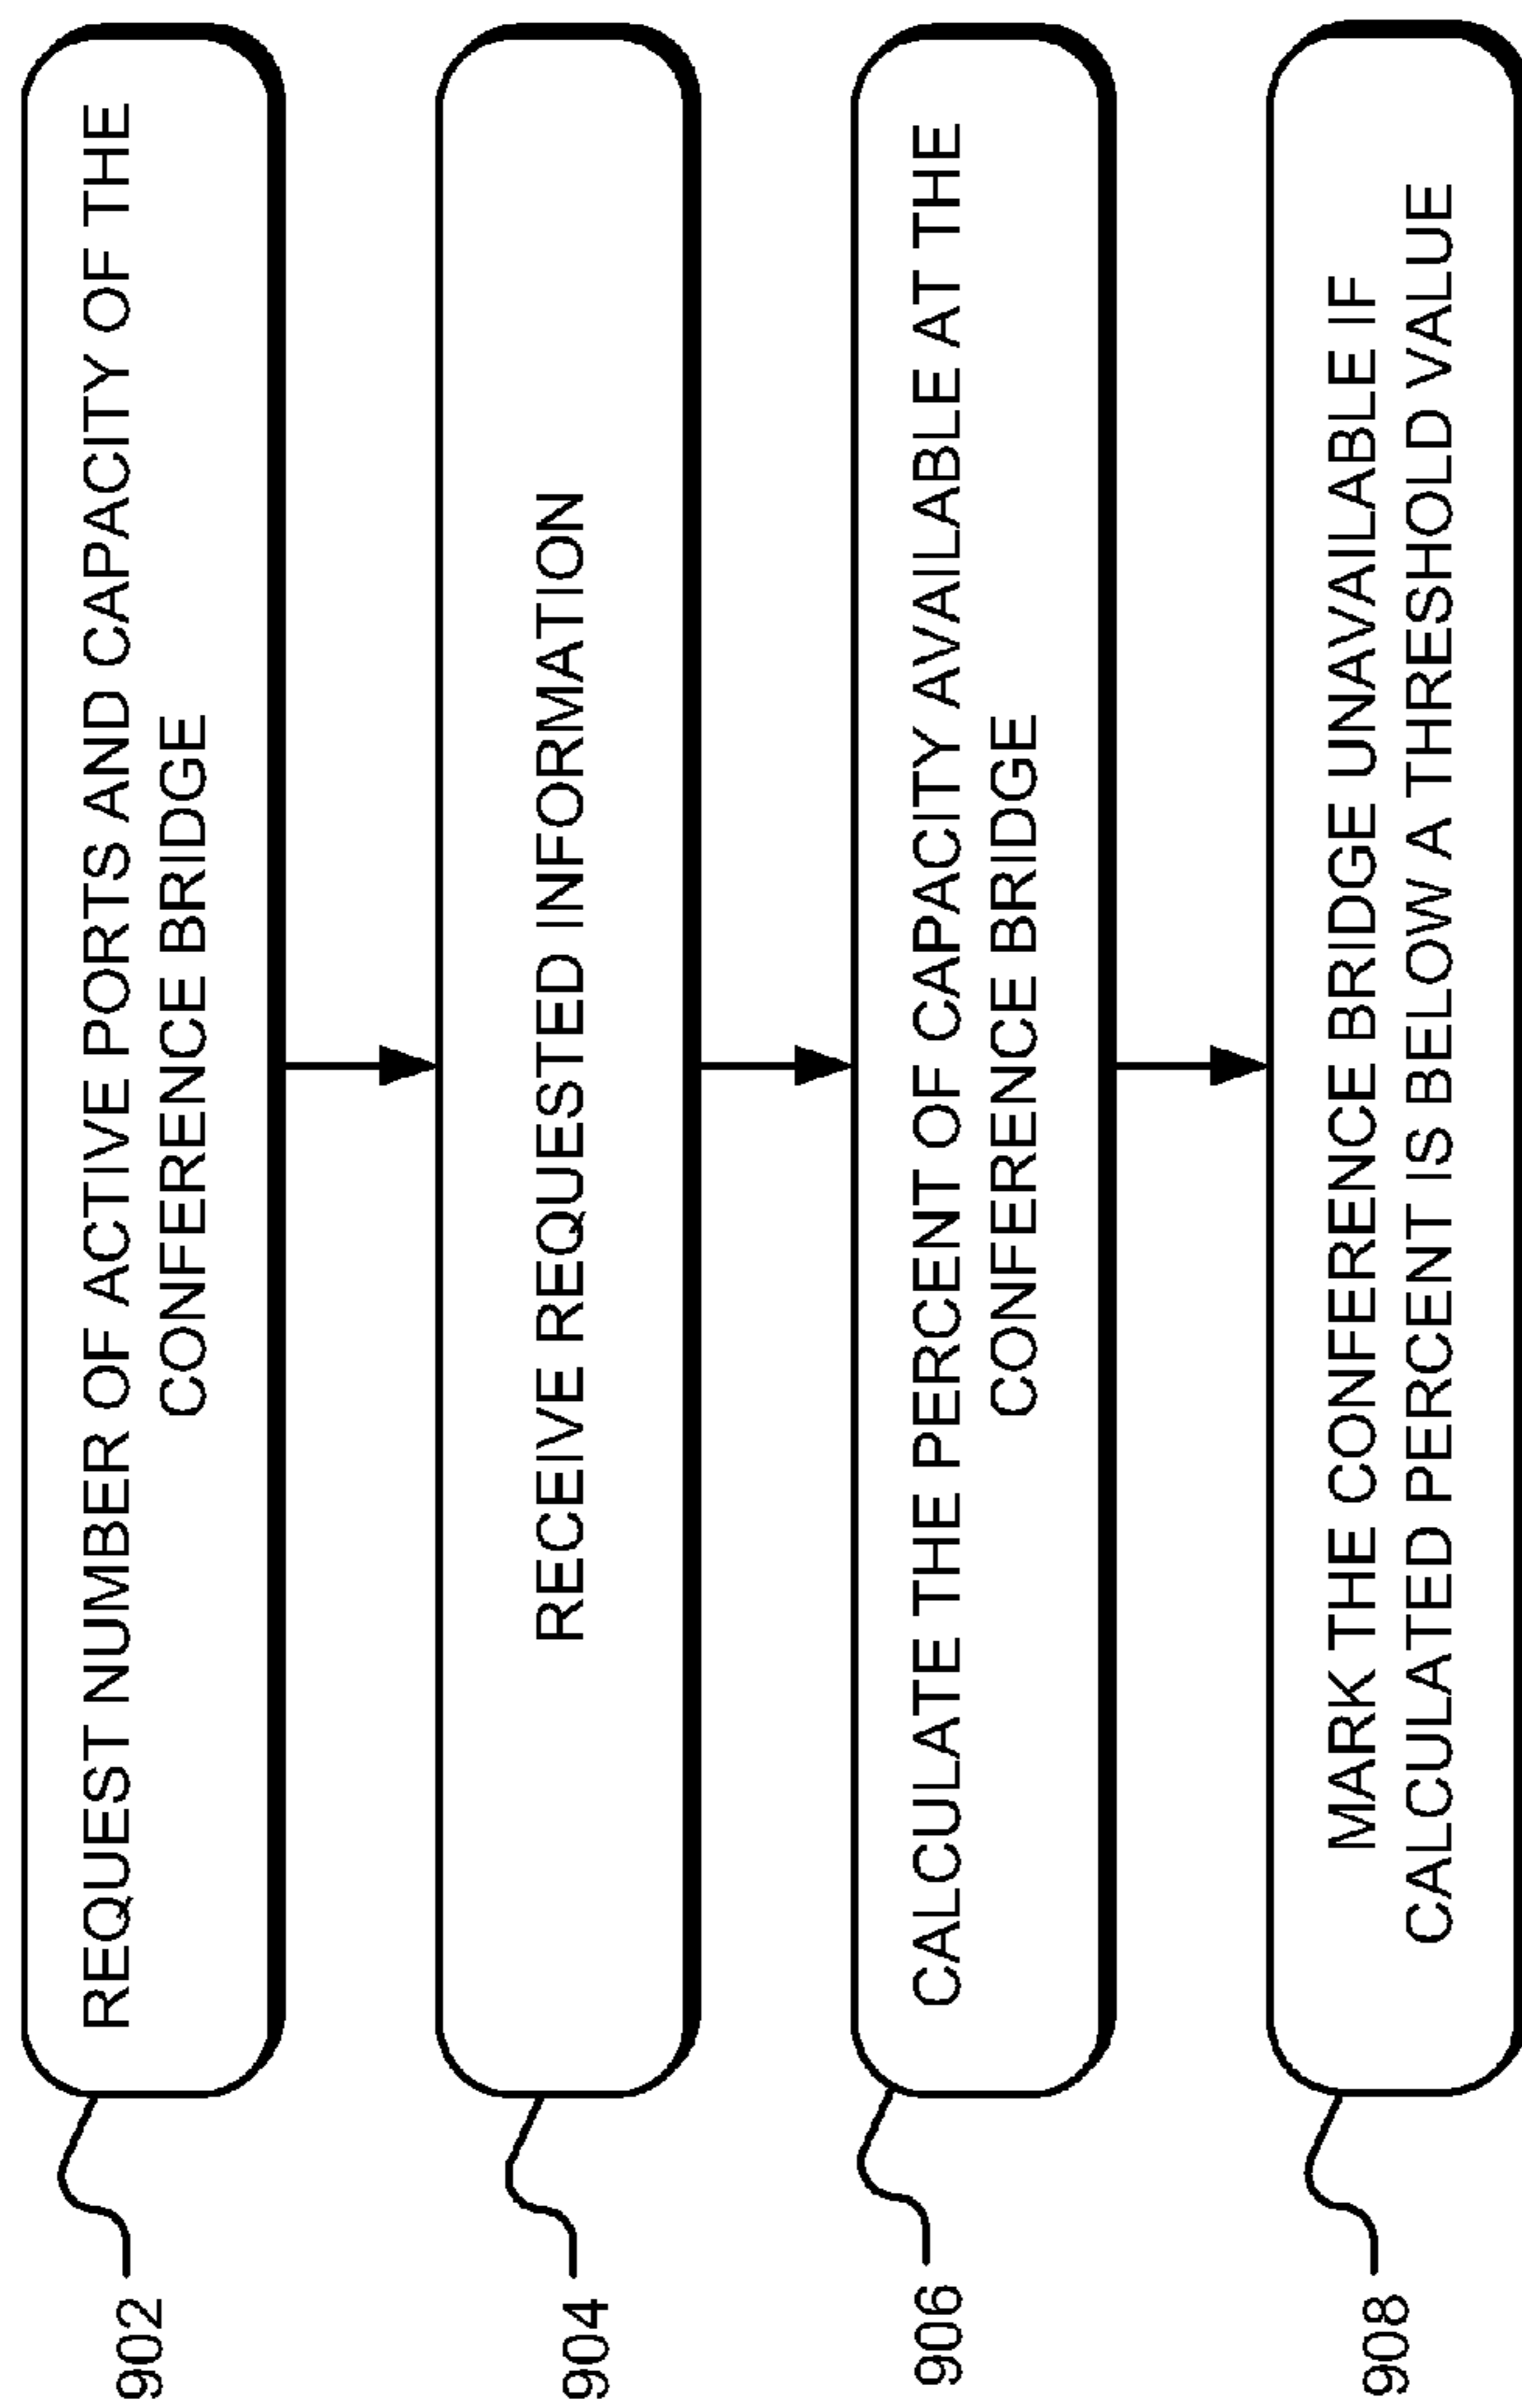 902
REQUEST NUMBER OF ACTIVE PORTS AND CAPACITY OF THE
CONFERENCE BRIDGE
904
RECEIVE REQUESTED INFORMATION
906
CALCULATE THE PERCENT OF CAPACITY AVAILABLE AT THE
CONFERENCE BRIDGE
908
MARK THE CONFERENCE BRIDGE UNAVAILABLE IF
CALCULATED PERCENT IS BELOW A THRESHOLD VALUE